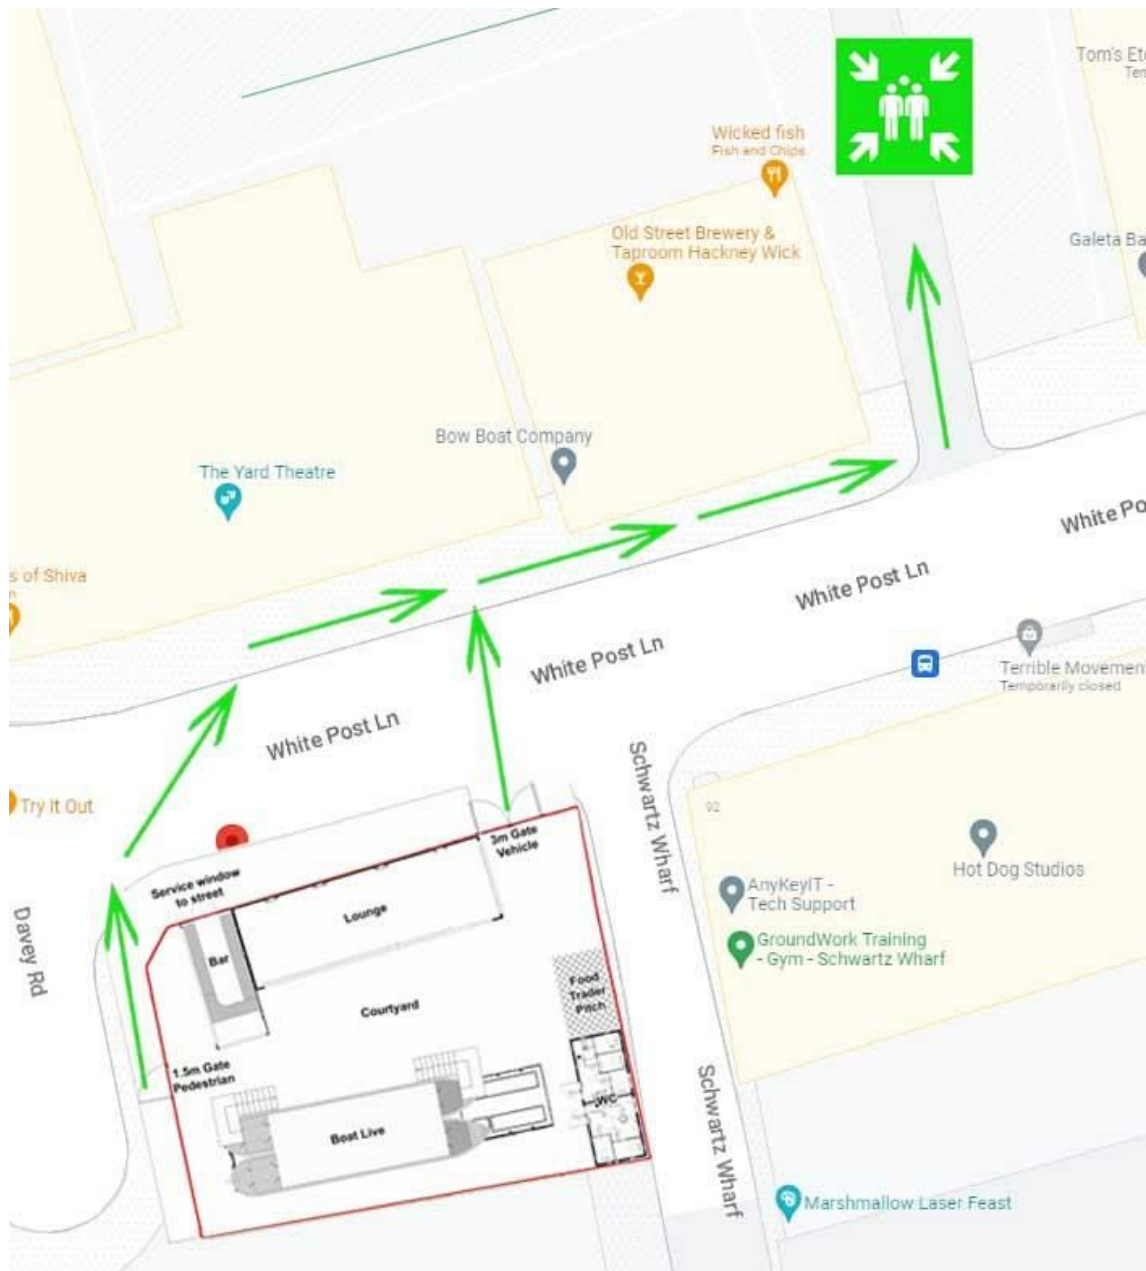 Tom's Et
Wicked fish
Fish and Chips
Old Street Brewery &
Taproom Hackney Wick
Galeta Ba
Bow Boat Company
The Yard Theatre
White Po
s of Shiva
White Post Ln
White Post Ln
White Post Ln
Terrible Movemen
Temporarily closed
Try It Out
Schwartz Wharf
92
3m Gate
Vehicle
Service window
to street
Hot Dog Studios
AnyKeyIT -
Tech Support
Davey Rd
Lounge
Bar
GroundWork Training
- Gym - Schwartz Wharf
Food
Trader
Pitch
Courtyard
1.5m Gate
Pedestrian
WC
Schwartz Wharf
Boat Live
Marshmallow Laser Feast